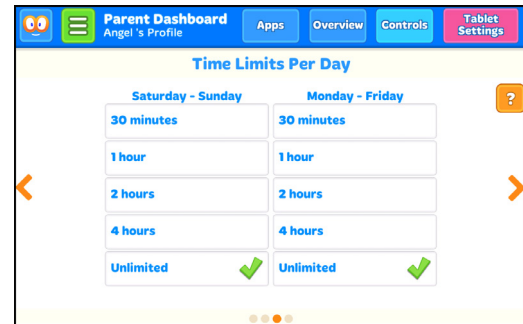 Parent Dashboard
Angel 's Profile
Apps
Overview
Controls
Tablet
Settings
Time Limits Per Day
?
Saturday - Sunday
30 minutes
1 hour
2 hours
4 hours
Unlimited
Monday - Friday
30 minutes
1 hour
2 hours
4 hours
Unlimited